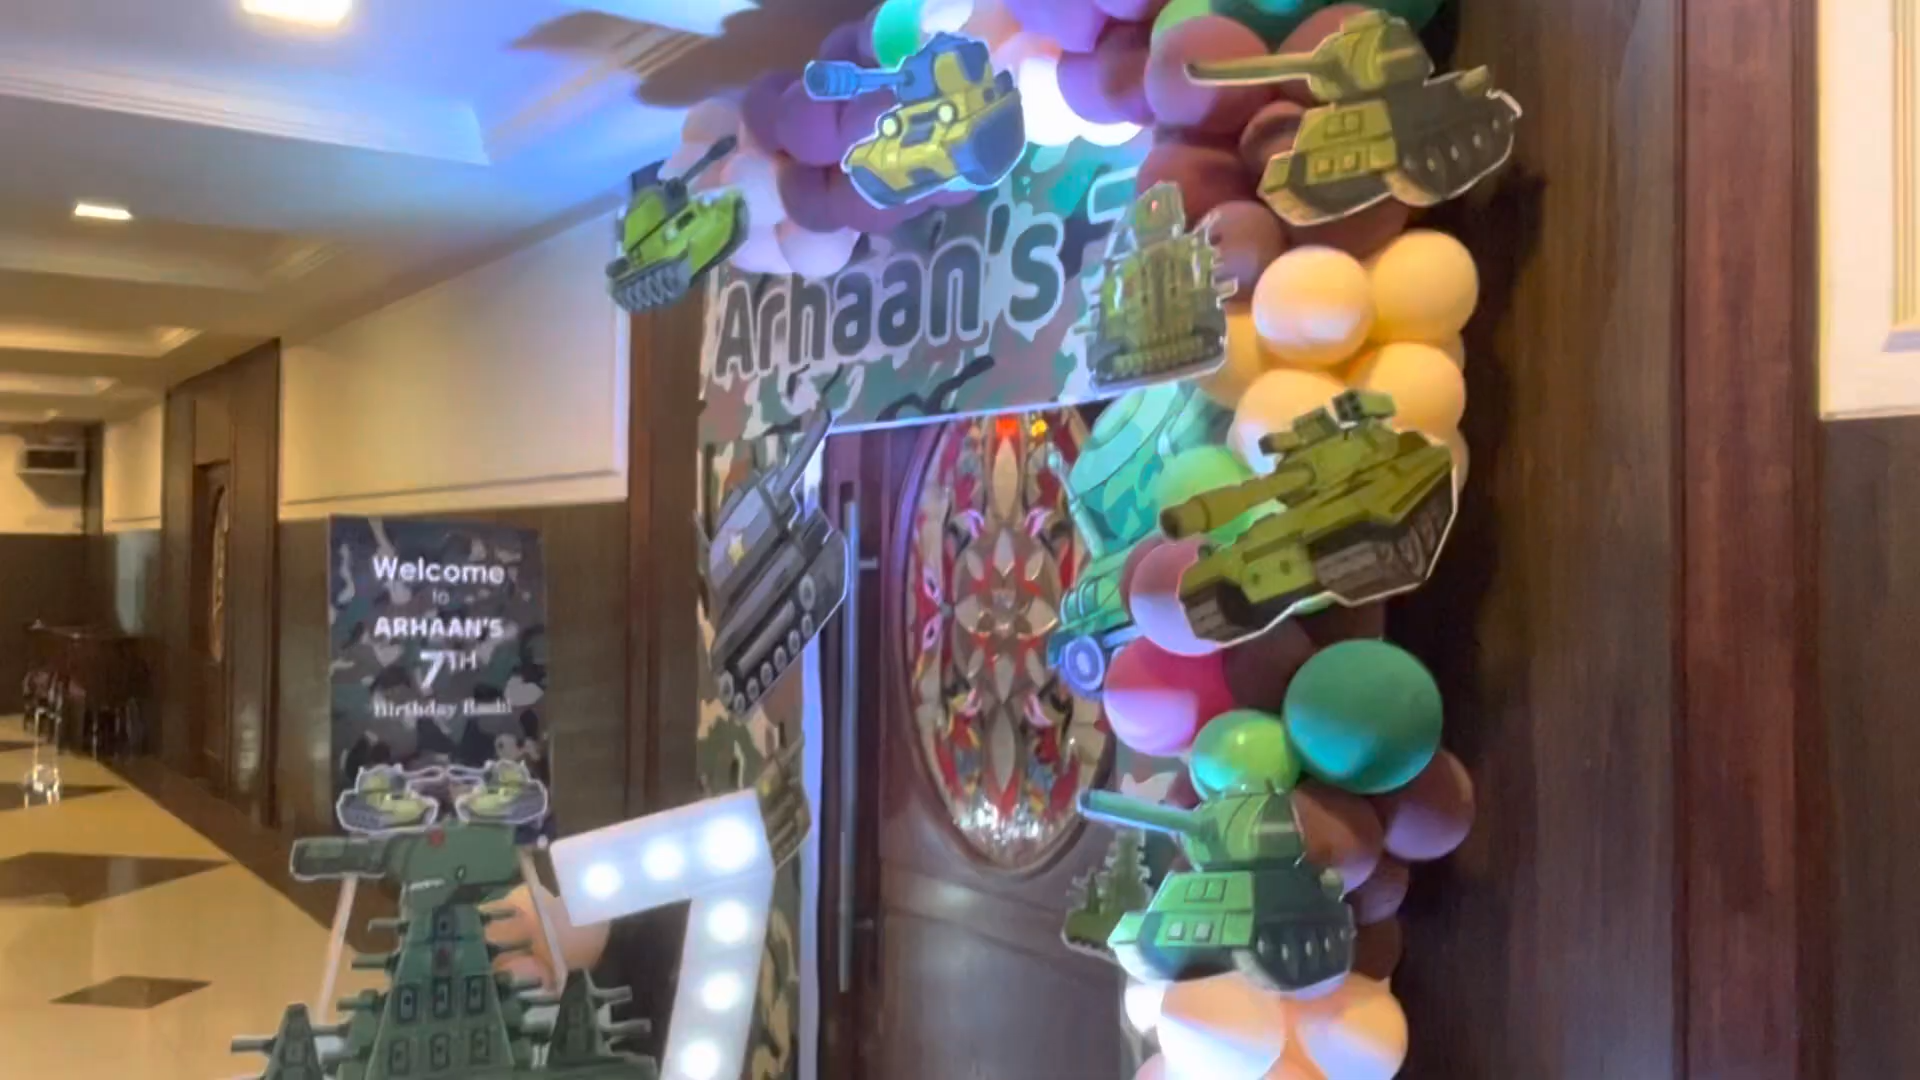 Arhaan's
Welcome
to
ARHAAN'S
7TH
Birthday Bash!
7